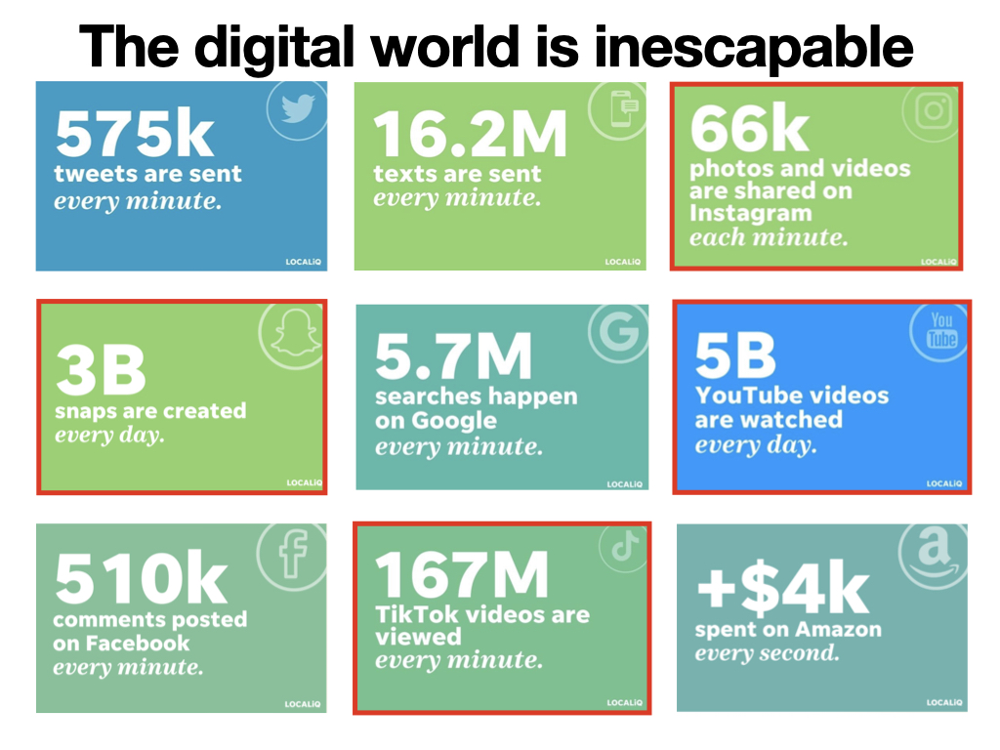 The digital world is inescapable
575k
tweets are sent
every minute.
LOCALiQ
16.2M
texts are sent
every minute.
LOCALiQ
66k
photos and videos
are shared on
Instagram
each minute.
LOCALiQ
3B
snaps are created
every day.
LOCALiQ
G
5.7M
searches happen
on Google
every minute.
LOCALiQ
You
Tube
5B
YouTube videos
are watched
every day.
LOCALiQ
f
510k
comments posted
on Facebook
every minute.
LOCALiQ
167M
TikTok videos are
viewed
every minute.
LOCALiQ
a
+$4k
spent on Amazon
every second.
LOCALiQ